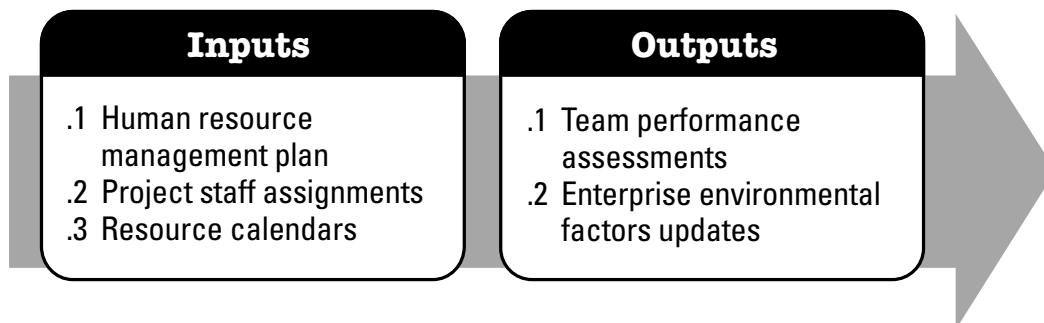 Inputs
.1 Human resource
management plan
.2 Project staff assignments
.3 Resource calendars
Outputs
.1 Team performance
assessments
.2 Enterprise environmental
factors updates